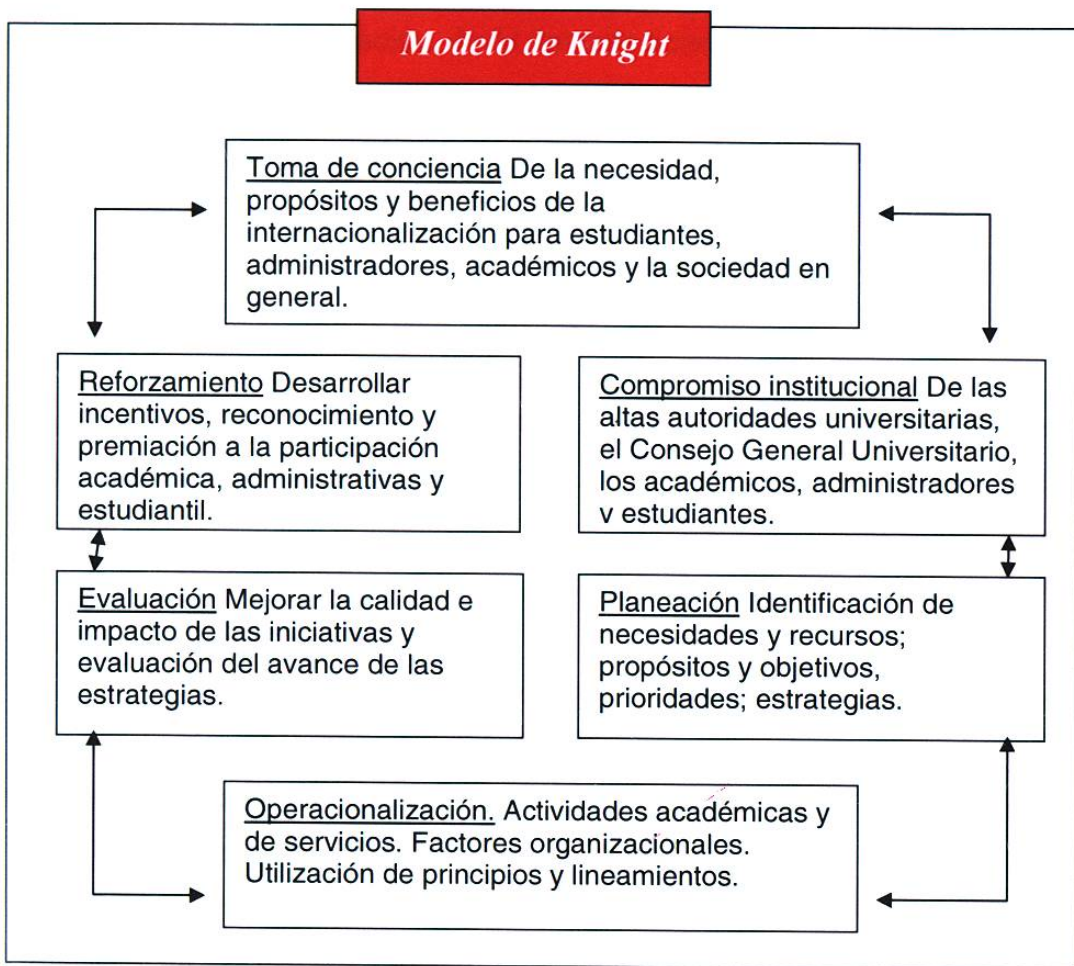 Modelo de Knight
Toma de conciencia De la necesidad,
propósitos y beneficios de la
internacionalización para estudiantes,
administradores, académicos y la sociedad en
general.
Reforzamiento Desarrollar
incentivos, reconocimiento y
premiación a la participación
académica, administrativas y
estudiantil.
Compromiso institucional De las
altas autoridades universitarias,
el Consejo General Universitario,
los académicos, administradores
y estudiantes.
Evaluación Mejorar la calidad e
impacto de las iniciativas y
evaluación del avance de las
estrategias.
Planeación Identificación de
necesidades y recursos;
propósitos y objetivos,
prioridades; estrategias.
Operacionalización. Actividades académicas y
de servicios. Factores organizacionales.
Utilización de principios y lineamientos.